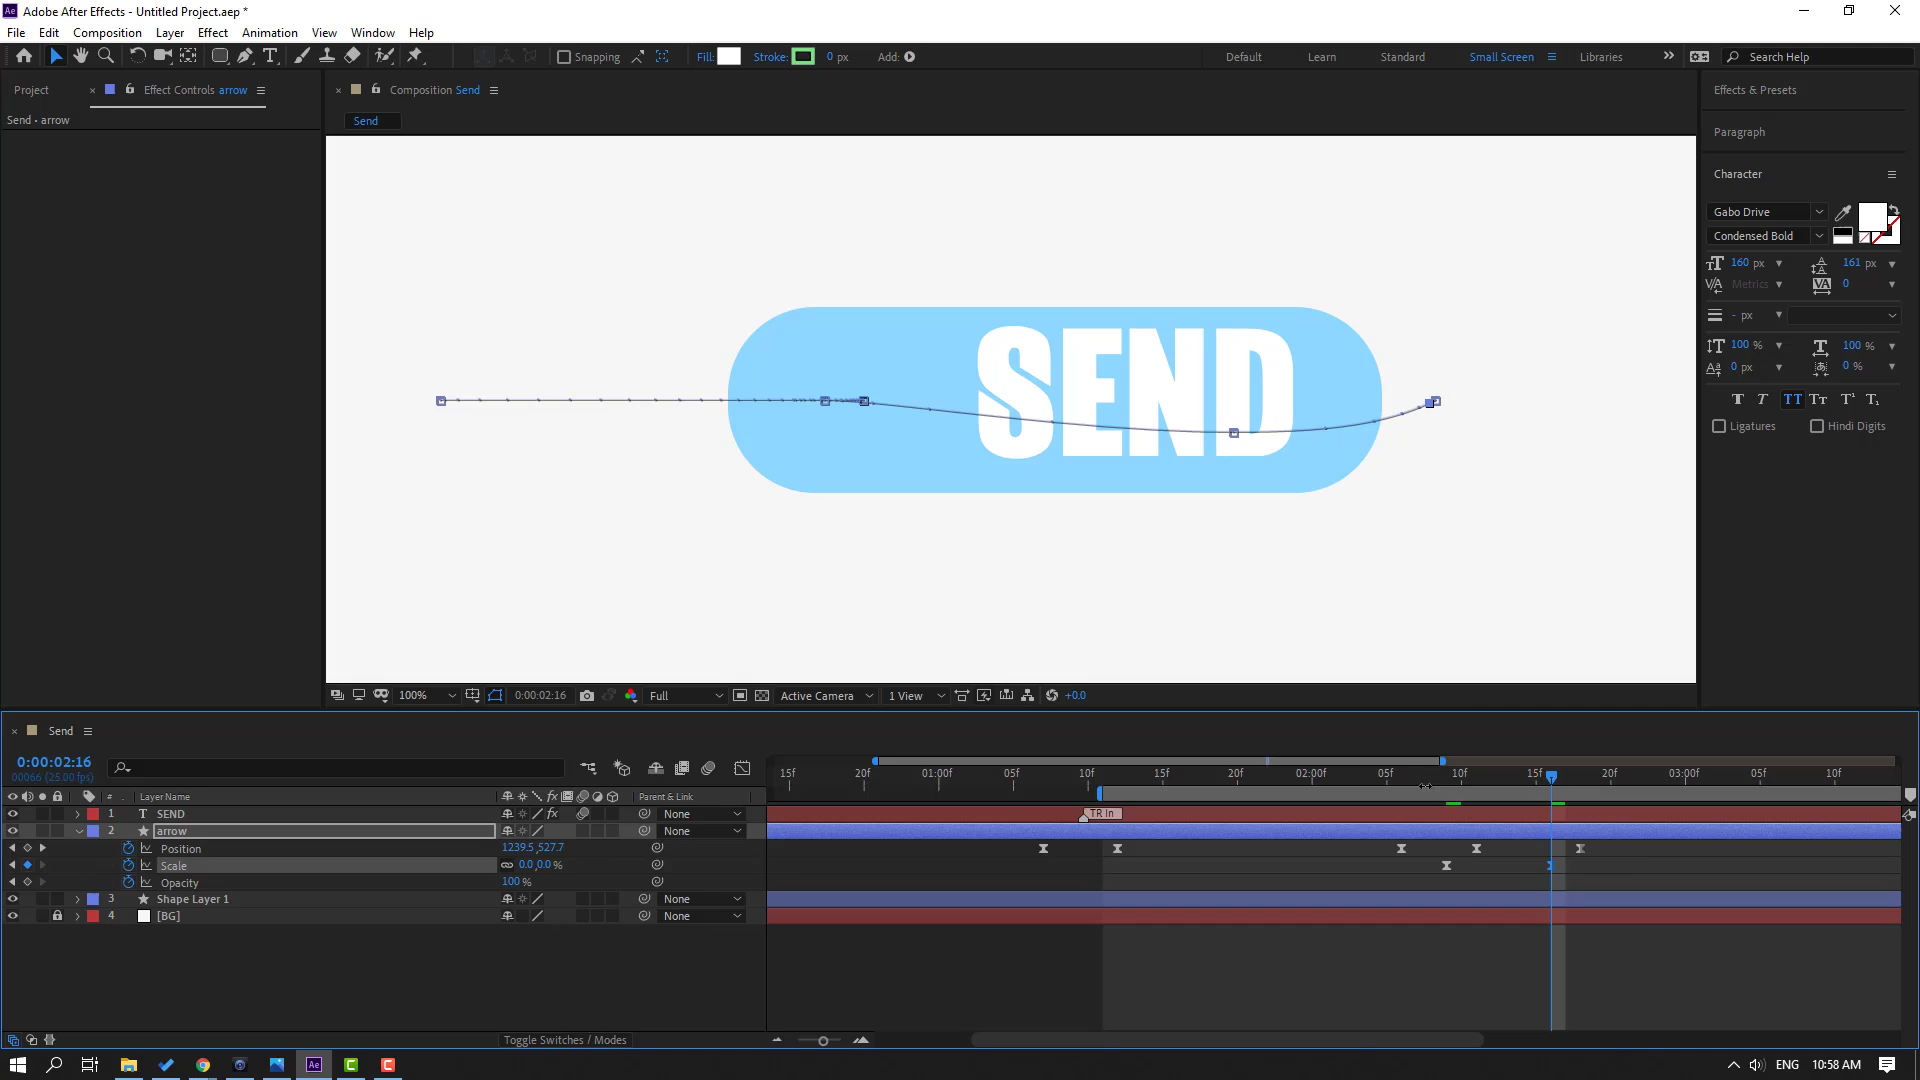 Adobe After Effects - Untitled Project.aep *
File Edit Composition Layer Effect Animation View Window Help
Snapping Fill: Stroke: 0 px Add: Default Learn Standard Small Screen Libraries Search Help
Project Effect Controls arrow Composition Send Effects & Presets
Send • arrow Send
Paragraph
Character
Gabo Drive
Condensed Bold
160 px 161 px
Metrics 0
- px
100 % 100 %
0 px 0 %
Ligatures Hindi Digits
SEND
100% 0:00:02:16 Full Active Camera 1 View +0.0
Send
0:00:02:16
00066 (25.00 fps)
15f 20f 01:00f 05f 10f 15f 20f 02:00f 05f 10f 15f 20f 03:00f 05f 10f
# Layer Name Parent & Link
1 SEND None TR In
2 arrow None
Position 1239.5,527.7
Scale 0.0,0.0 %
Opacity 100 %
3 Shape Layer 1 None
4 [BG] None
Toggle Switches / Modes
ENG 10:58 AM